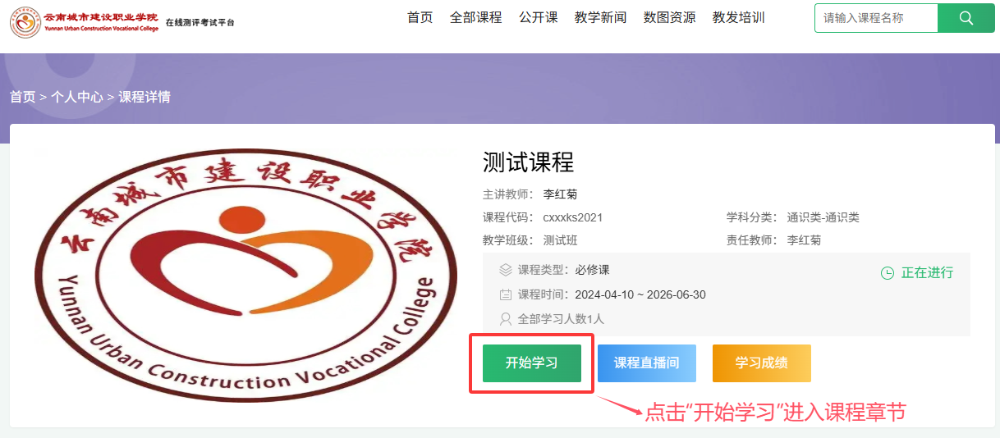 云南城市建设职业学院
Yunnan Urban Construction Vocational College
在线测评考试平台
首页 全部课程 公开课 教学新闻 数图资源 教发培训
请输入课程名称
首页 > 个人中心 > 课程详情
云南城市建设职业学院
Yunnan Urban Construction Vocational College
测试课程
主讲教师： 李红菊
课程代码： cxxxks2021 学科分类： 通识类-通识类
教学班级： 测试班 责任教师： 李红菊
课程类型： 必修课
正在进行
课程时间： 2024-04-10 ~ 2026-06-30
全部学习人数1人
开始学习 课程直播间 学习成绩
点击“开始学习”进入课程章节